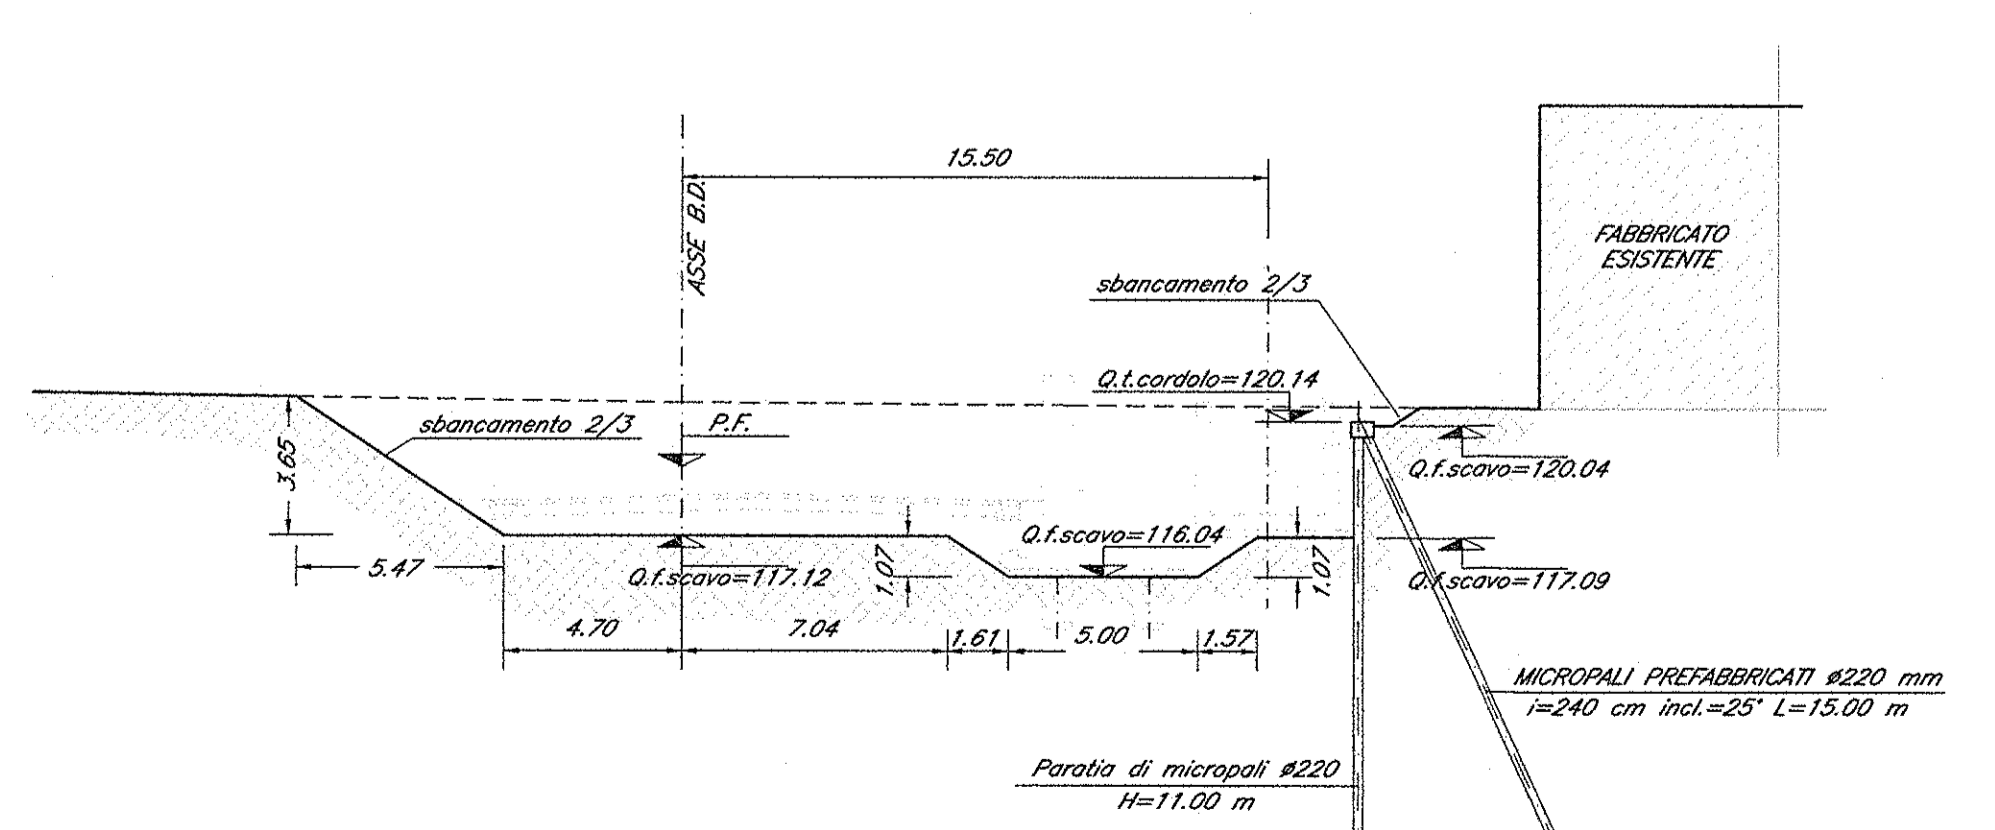 15.50
ASSE B.D.
FABBRICATO
ESISTENTE
sbancamento 2/3
Q.t.cordolo=120.14
sbancamento 2/3
P.F.
3.65
Q.f.scavo=120.04
Q.f.scavo=116.04
5.47
Q.f.scavo=117.12
1.07
1.07
Q.f.scavo=117.09
4.70
7.04
1.61
5.00
1.57
MICROPALI PREFABBRICATI ø220 mm
i=240 cm incl.=25° L=15.00 m
Paratia di micropali ø220
H=11.00 m